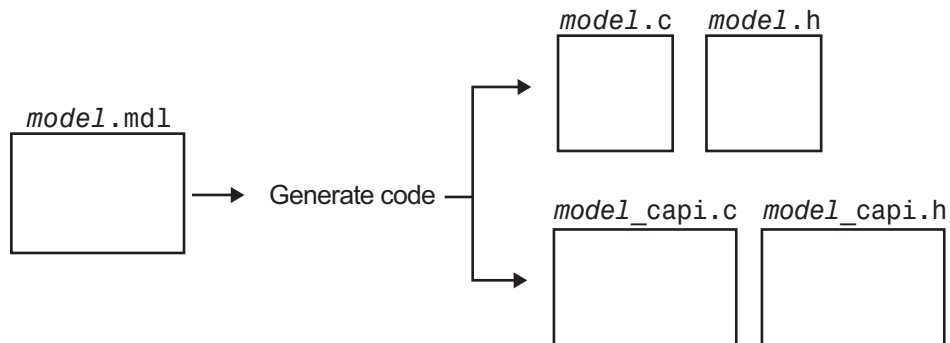 model.c model.h
model.mdl
Generate code
model_capi.c model_capi.h